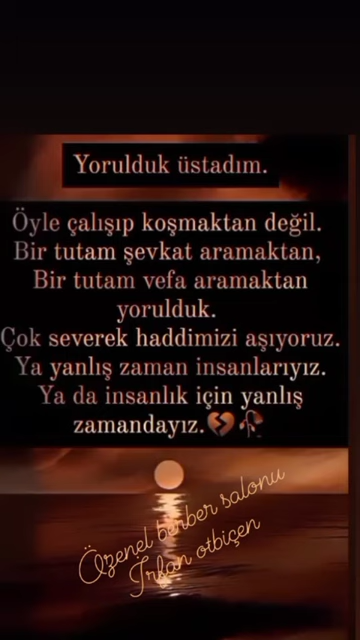 Yorulduk üstadım.
Öyle çalışıp koşmaktan değil.
Bir tutam şevkat aramaktan,
Bir tutam vefa aramaktan
yorulduk.
Çok severek haddimizi aşıyoruz.
Ya yanlış zaman insanlarıyız.
Ya da insanlık için yanlış
zamandayız.💔🥀
Özenel berber salonu
İrfan otbiçen